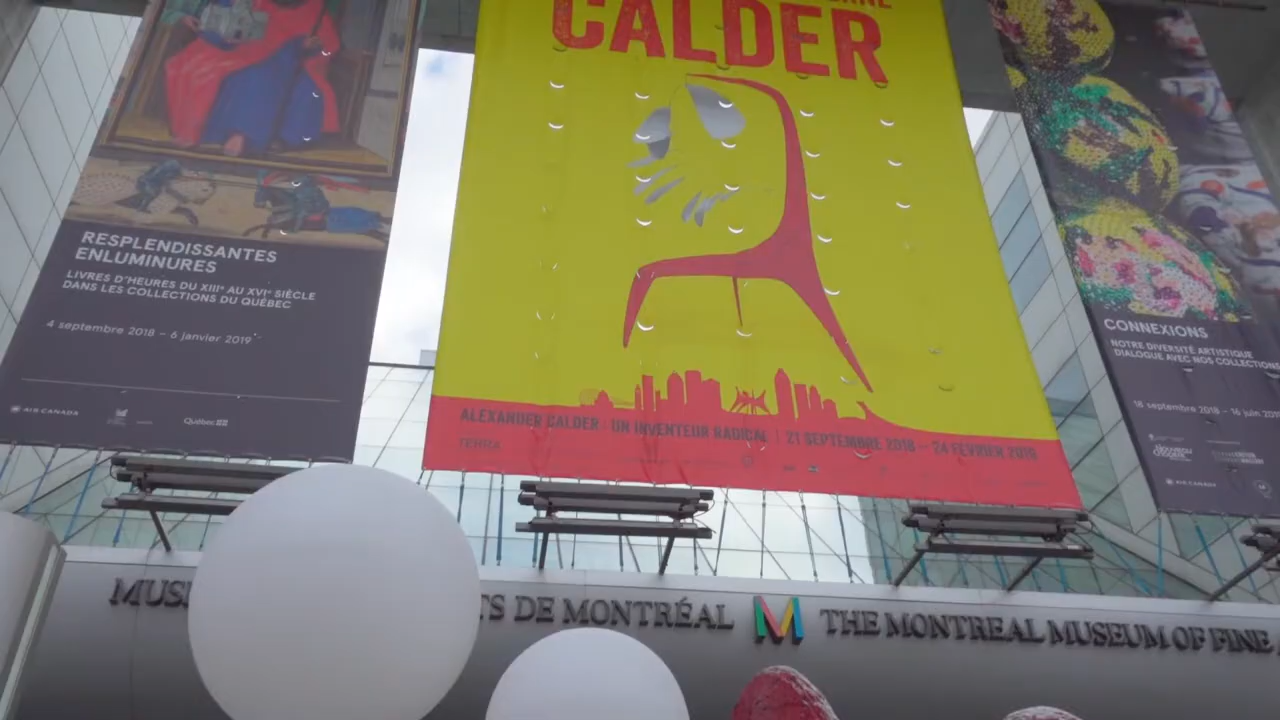 RESPLENDISSANTES
ENLUMINURES
LIVRES D'HEURES DU XIIIᵉ AU XVIᵉ SIÈCLE
DANS LES COLLECTIONS DU QUÉBEC
4 septembre 2018 – 6 janvier 2019
AIR CANADA
Québec
CALDER
ALEXANDER CALDER : UN INVENTEUR RADICAL | 21 SEPTEMBRE 2018 – 24 FÉVRIER 2019
TERRA
CONNEXIONS
NOTRE DIVERSITÉ ARTISTIQUE
DIALOGUE AVEC NOS COLLECTIONS
18 septembre 2018 – 16 juin
AIR CANADA
DE MONTRÉAL
THE MONTREAL MUSEUM OF FINE